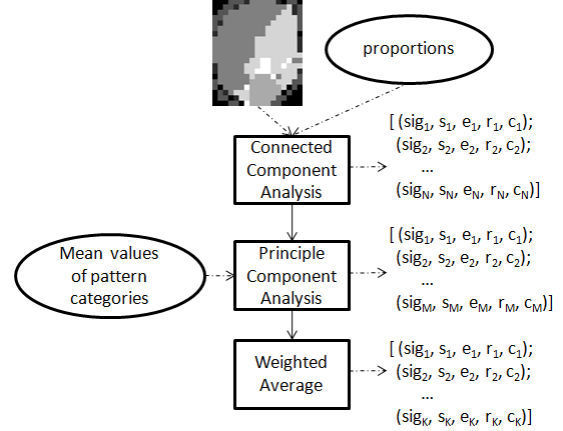 proportions
Connected
Component
Analysis
[ (sig1, s1, e1, r1, c1);
(sig2, s2, e2, r2, c2);
...
(sigN, sN, eN, rN, cN)]
Mean values
of pattern
categories
Principle
Component
Analysis
[ (sig1, s1, e1, r1, c1);
(sig2, s2, e2, r2, c2);
...
(sigM, sM, eM, rM, cM)]
Weighted
Average
[ (sig1, s1, e1, r1, c1);
(sig2, s2, e2, r2, c2);
...
(sigK, sK, eK, rK, cK)]